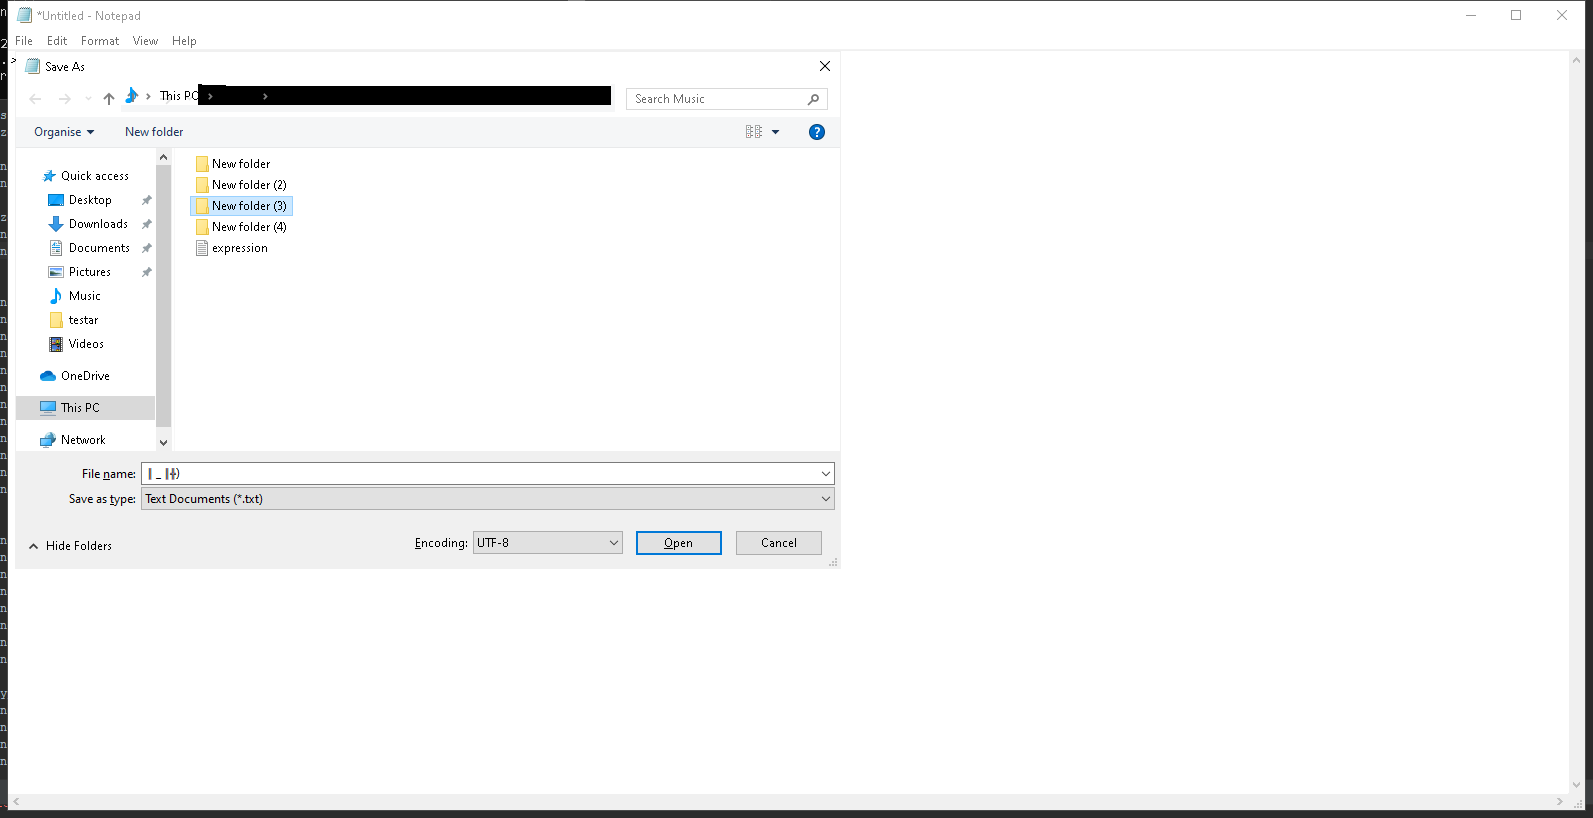 *Untitled - Notepad
File Edit Format View Help
Save As
This PC
Search Music
Organise New folder
Quick access
Desktop
Downloads
Documents
Pictures
Music
testar
Videos
OneDrive
This PC
Network
New folder
New folder (2)
New folder (3)
New folder (4)
expression
File name:
Save as type: Text Documents (*.txt)
Hide Folders
Encoding: UTF-8 Open Cancel